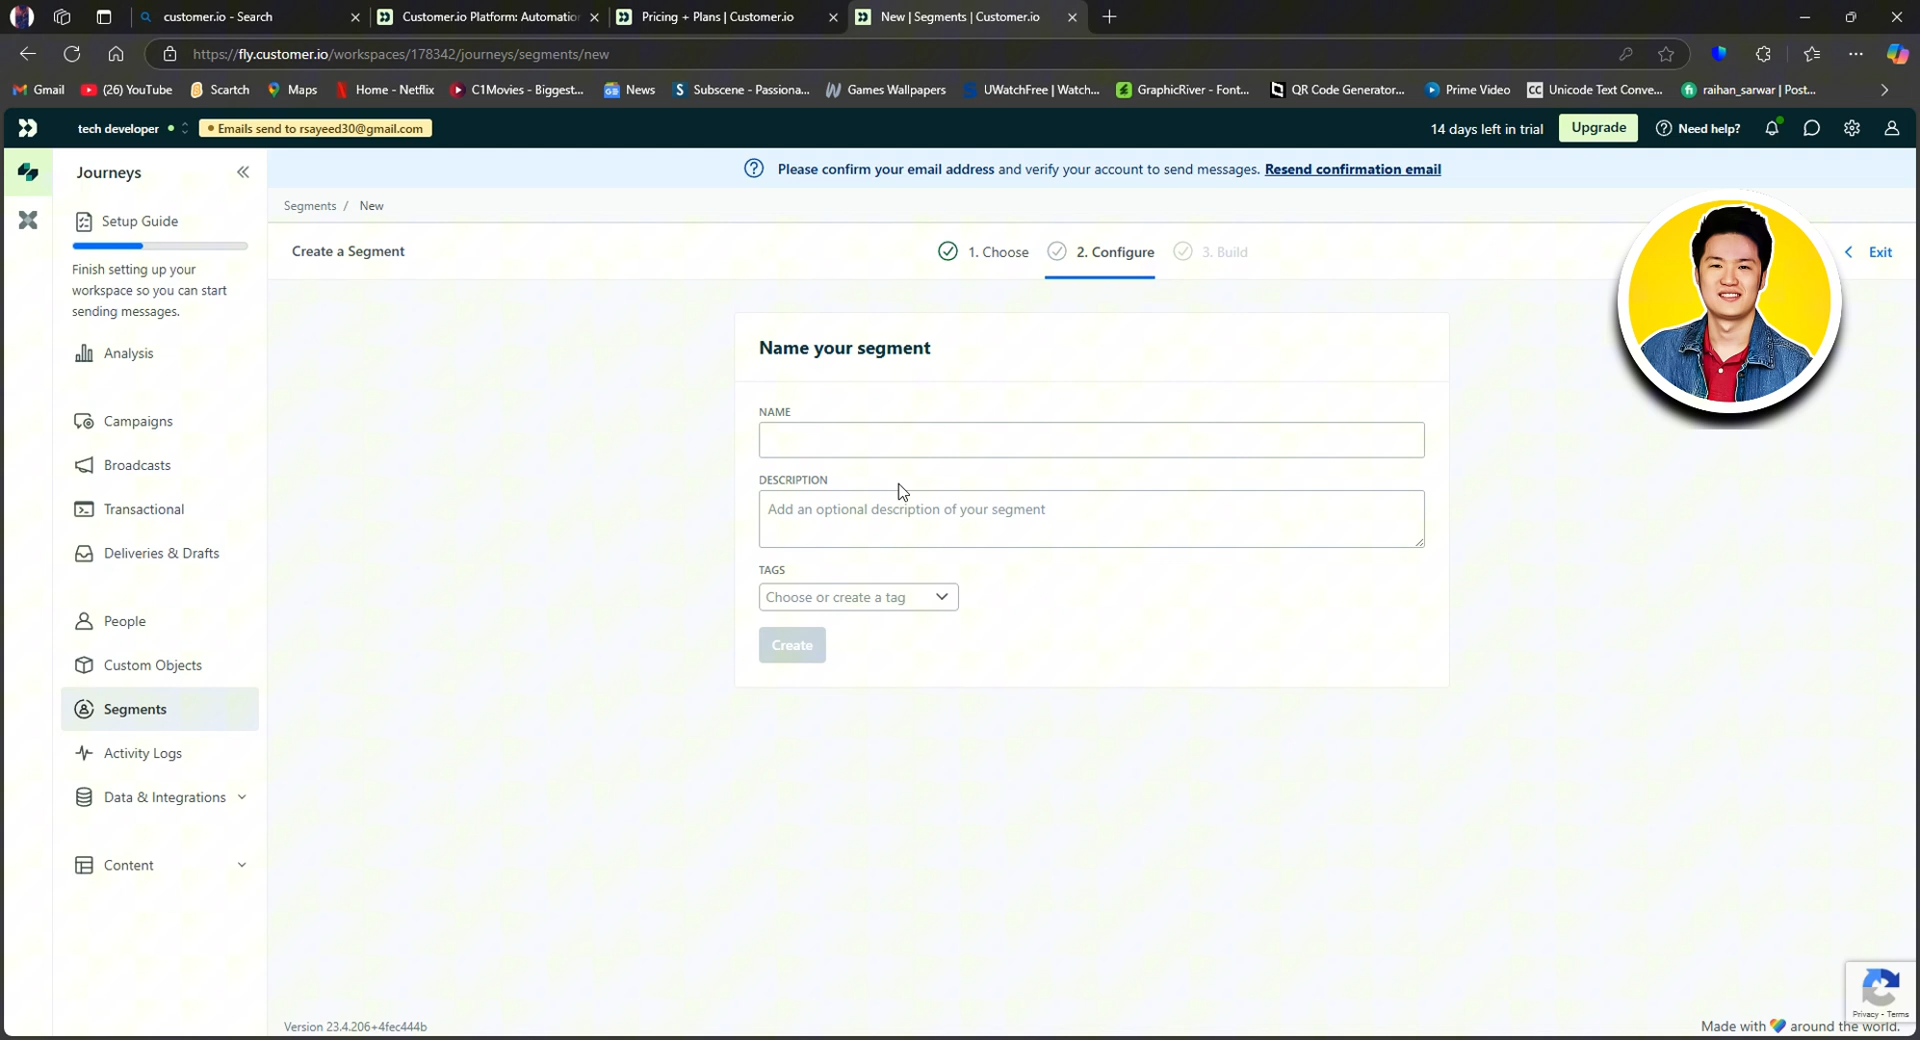 customer.io - Search
Customer.io Platform: Automatio
Pricing + Plans | Customer.io
New | Segments | Customer.io
https://fly.customer.io/workspaces/178342/journeys/segments/new
Gmail
(26) YouTube
Scartch
Maps
Home - Netflix
C1Movies - Biggest...
News
Subscene - Passiona...
Games Wallpapers
UWatchFree | Watch...
GraphicRiver - Font...
QR Code Generator...
Prime Video
Unicode Text Conve...
raihan_sarwar | Post...
tech developer
Emails send to rsayeed30@gmail.com
14 days left in trial
Upgrade
Need help?
Journeys
Please confirm your email address and verify your account to send messages. Resend confirmation email
Setup Guide
Finish setting up your
workspace so you can start
sending messages.
Analysis
Campaigns
Broadcasts
Transactional
Deliveries & Drafts
People
Custom Objects
Segments
Activity Logs
Data & Integrations
Content
Segments / New
Create a Segment
1. Choose
2. Configure
3. Build
Exit
Name your segment
NAME
DESCRIPTION
Add an optional description of your segment
TAGS
Choose or create a tag
Create
Version 23.4.206+4fec444b
Privacy - Terms
Made with 💙 around the world.